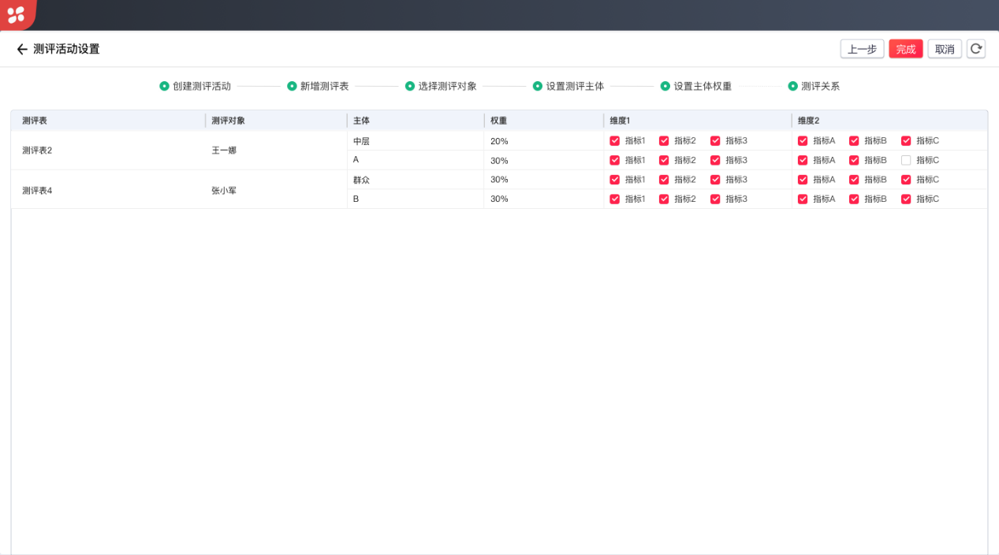 测评活动设置 上一步 完成 取消
创建测评活动 新增测评表 选择测评对象 设置测评主体 设置主体权重 测评关系
测评表 测评对象 主体 权重 维度1 维度2
测评表2 王一娜 中层 20% 指标1 指标2 指标3 指标A 指标B 指标C
A 30% 指标1 指标2 指标3 指标A 指标B 指标C
测评表4 张小军 群众 30% 指标1 指标2 指标3 指标A 指标B 指标C
B 30% 指标1 指标2 指标3 指标A 指标B 指标C